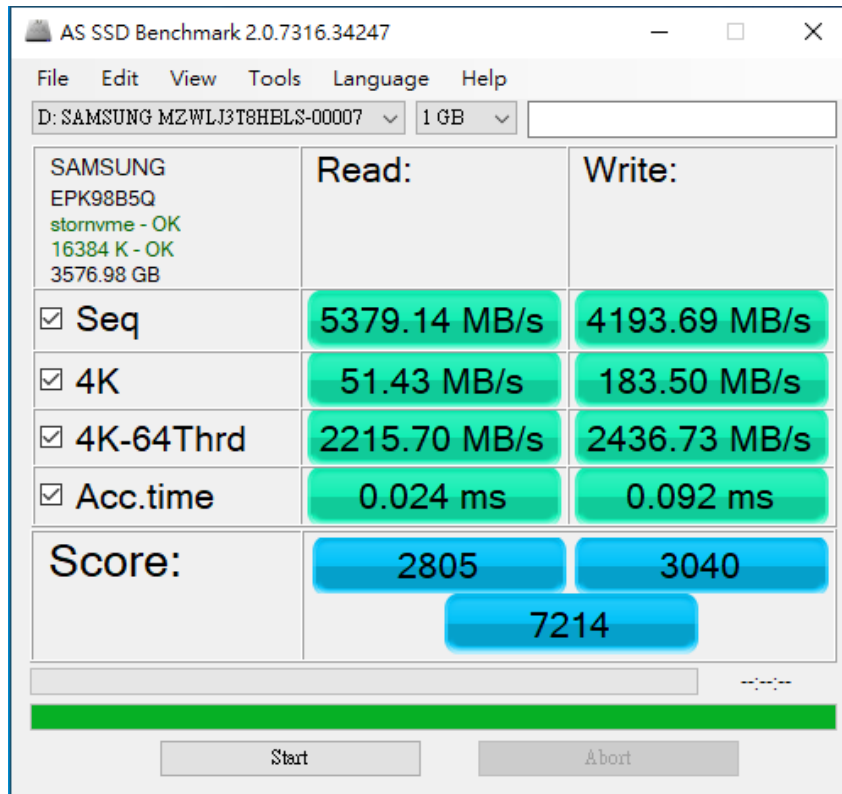 AS SSD Benchmark 2.0.7316.34247
File Edit View Tools Language Help
D: SAMSUNG MZWLJ3T8HBLS-00007 1 GB
SAMSUNG
EPK98B5Q
stornvme - OK
16384 K - OK
3576.98 GB
Read: Write:
Seq 5379.14 MB/s 4193.69 MB/s
4K 51.43 MB/s 183.50 MB/s
4K-64Thrd 2215.70 MB/s 2436.73 MB/s
Acc.time 0.024 ms 0.092 ms
Score: 2805 3040
7214
--:--:--
Start Abort